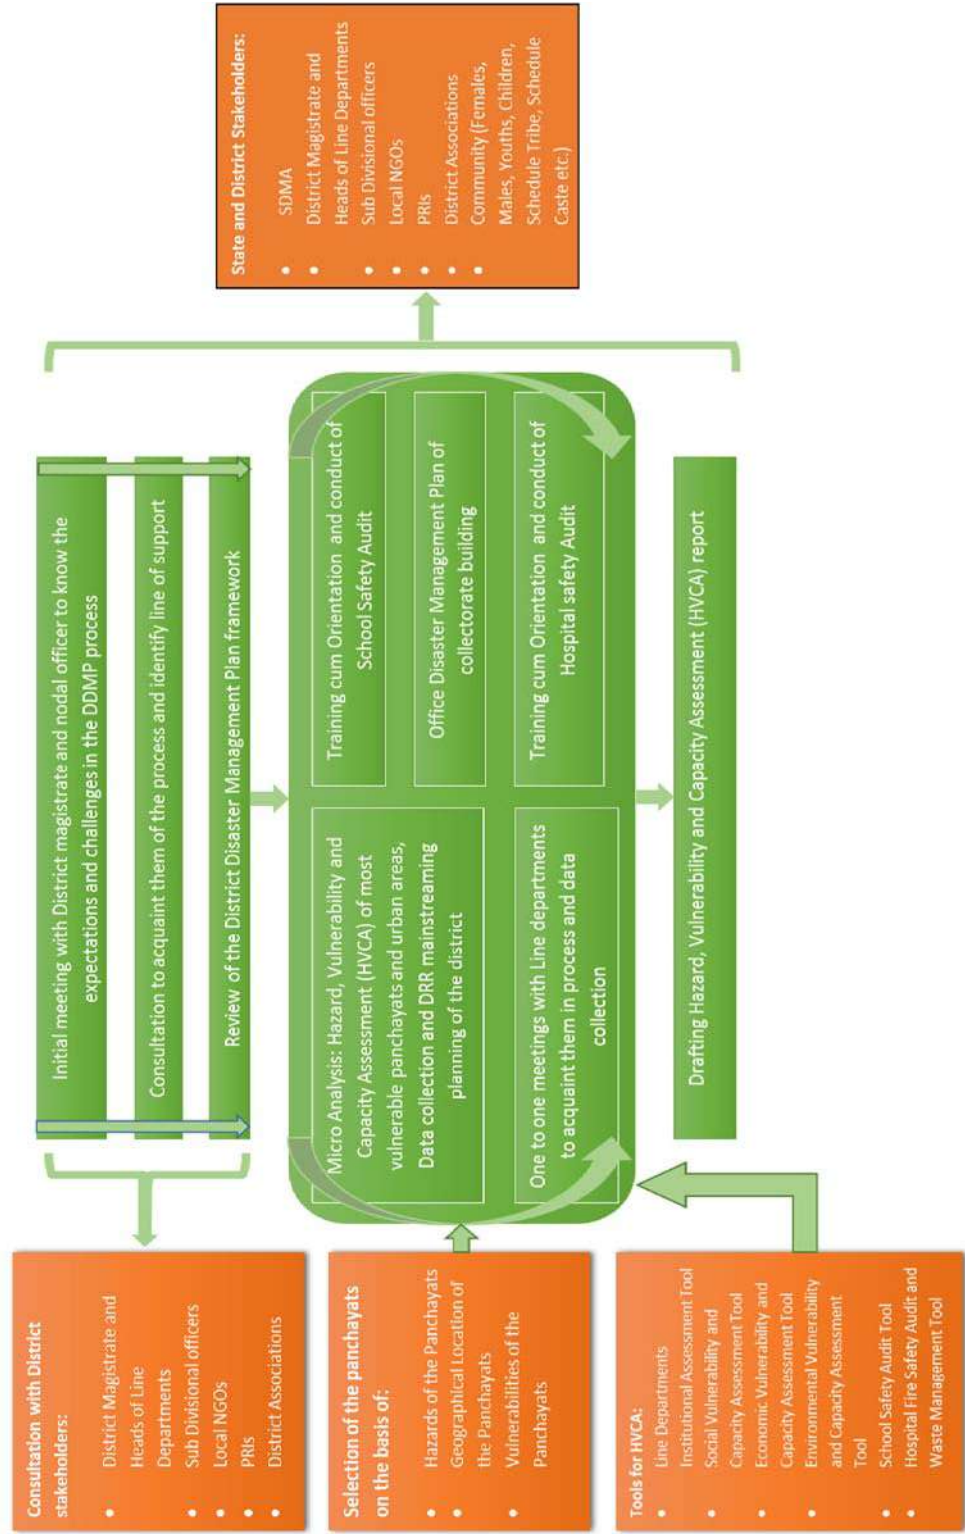 Consultation with District
stakeholders:
• District Magistrate and
Heads of Line
Departments
• Sub Divisional officers
• Local NGOs
• PRIs
• District Associations
Selection of the panchayats
on the basis of:
• Hazards of the Panchayats
• Geographical Location of
the Panchayats
• Vulnerabilities of the
Panchayats
Tools for HVCA:
• Line Departments
Institutional Assessment Tool
• Social Vulnerability and
Capacity Assessment Tool
• Economic Vulnerability and
Capacity Assessment Tool
• Environmental Vulnerability
and Capacity Assessment
Tool
• School Safety Audit Tool
• Hospital Fire Safety Audit and
Waste Management Tool
Initial meeting with District magistrate and nodal officer to know the
expectations and challenges in the DDMP process
Consultation to acquaint them of the process and identify line of support
Review of the District Disaster Management Plan framework
Micro Analysis: Hazard, Vulnerability and
Capacity Assessment (HVCA) of most
vulnerable panchayats and urban areas,
Data collection and DRR mainstreaming
planning of the district
One to one meetings with Line departments
to acquaint them in process and data
collection
Training cum Orientation and conduct of
School Safety Audit
Office Disaster Management Plan of
collectorate building
Training cum Orientation and conduct of
Hospital safety Audit
Drafting Hazard, Vulnerability and Capacity Assessment (HVCA) report
State and District Stakeholders:
• SDMA
• District Magistrate and
Heads of Line Departments
• Sub Divisional officers
• Local NGOs
• PRIs
• District Associations
• Community (Females,
Males, Youths, Children,
Schedule Tribe, Schedule
Caste etc.)